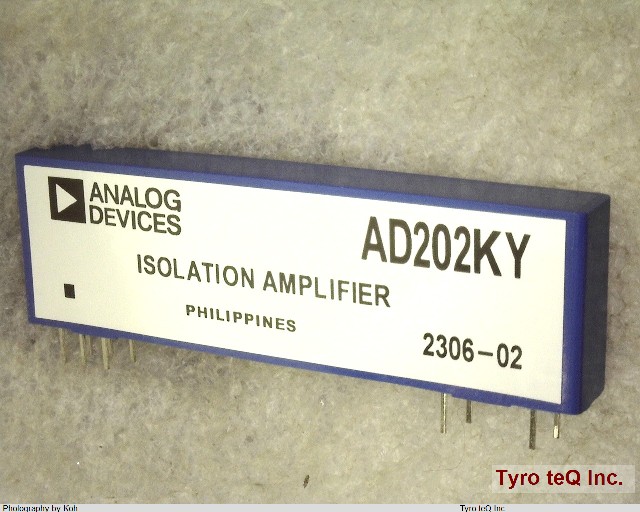 ANALOG
DEVICES
AD202KY
ISOLATION AMPLIFIER
PHILIPPINES
2306-02
Tyro teQ Inc.
Photography by Koh
Tyro teQ Inc